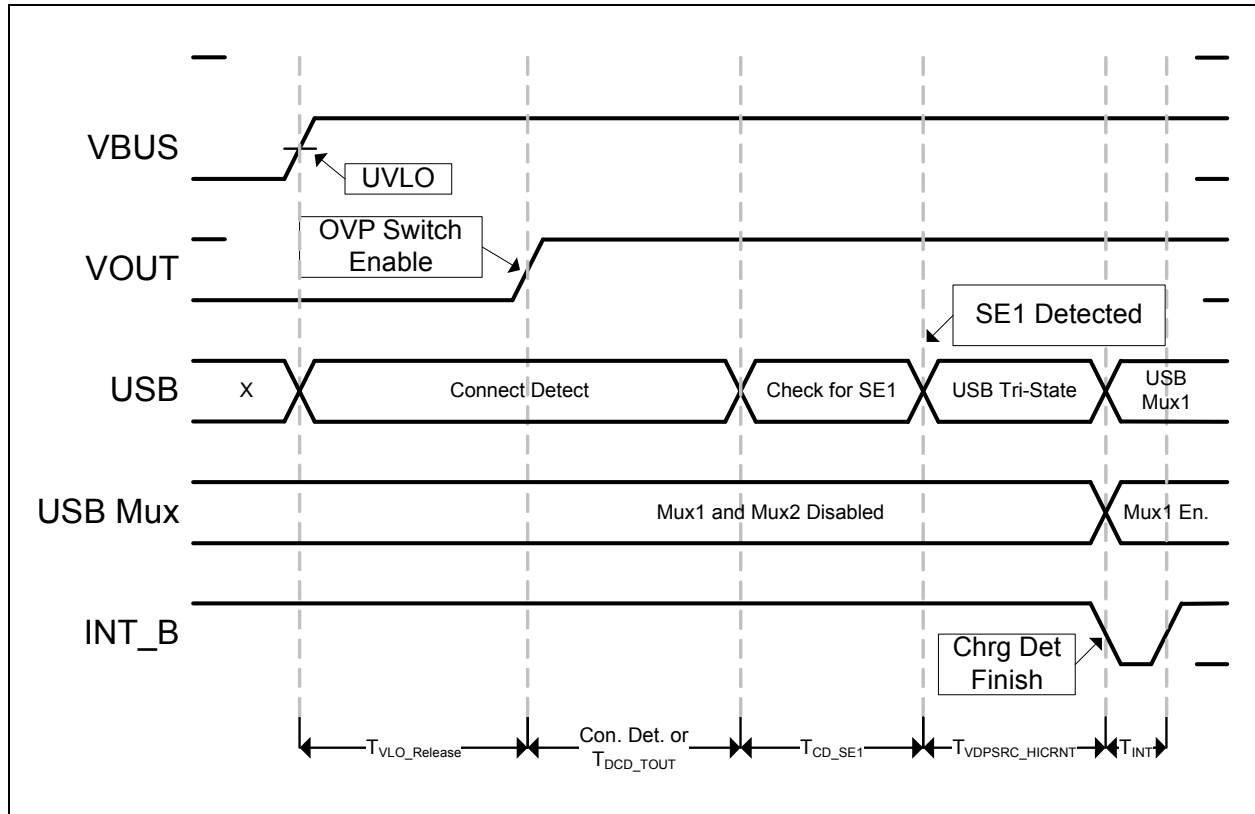 VBUS
UVLO
OVP Switch
Enable
VOUT
SE1 Detected
USB
X
Connect Detect
Check for SE1
USB Tri-State
USB
Mux1
USB Mux
Mux1 and Mux2 Disabled
Mux1 En.
INT_B
Chrg Det
Finish
TVLO_Release
Con. Det. or
TDCD_TOUT
TCD_SE1
TVDPSRC_HICRNT
TINT